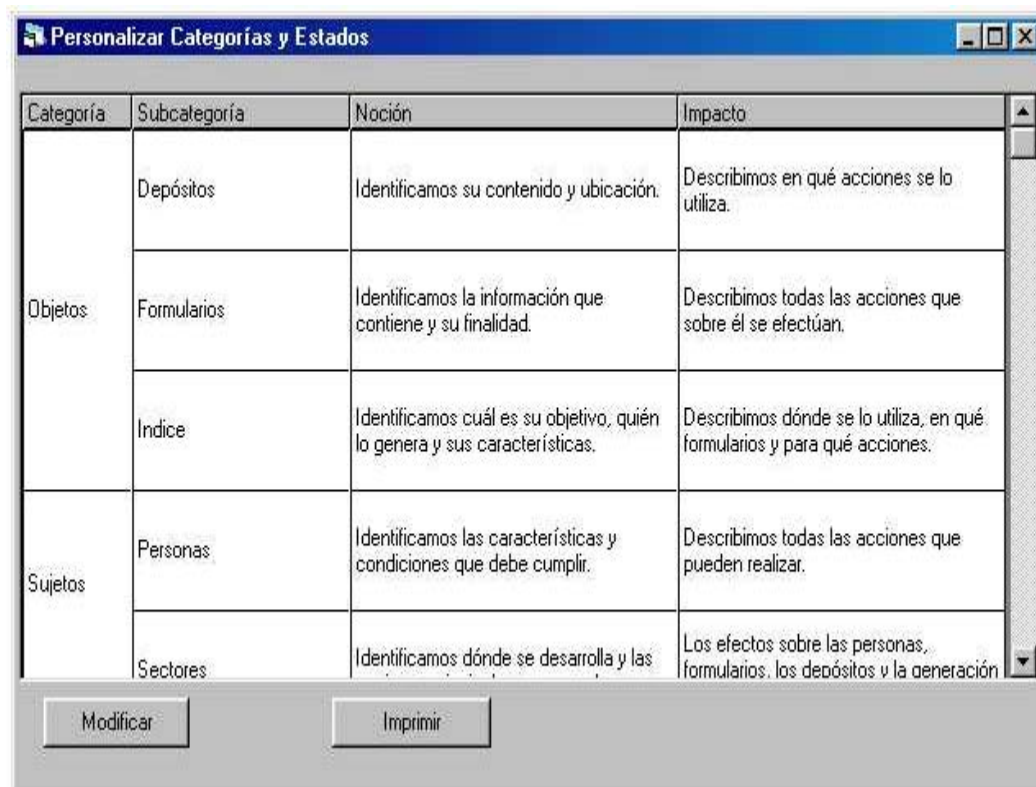 Personalizar Categorías y Estados
Categoría Subcategoría Noción Impacto
Objetos
Depósitos
Identificamos su contenido y ubicación.
Describimos en qué acciones se lo
utiliza.
Formularios
Identificamos la información que
contiene y su finalidad.
Describimos todas las acciones que
sobre él se efectúan.
Indice
Identificamos cuál es su objetivo, quién
lo genera y sus características.
Describimos dónde se lo utiliza, en qué
formularios y para qué acciones.
Sujetos
Personas
Identificamos las características y
condiciones que debe cumplir.
Describimos todas las acciones que
pueden realizar.
Sectores
Identificamos dónde se desarrolla y las
Los efectos sobre las personas,
formularios, los depósitos y la generación
Modificar Imprimir